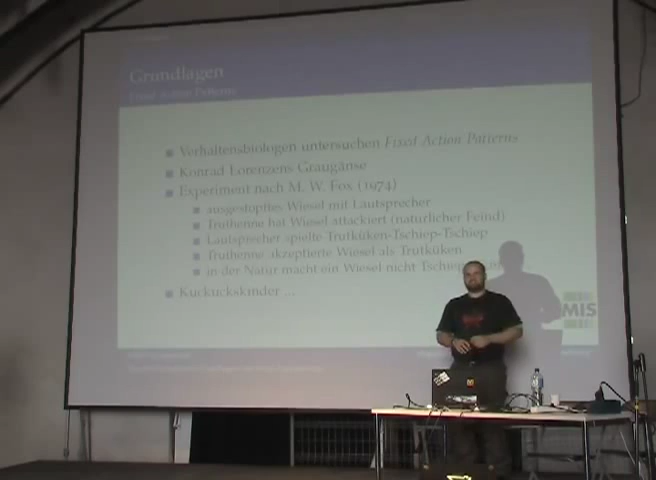 Grundlagen
Fixed Action Patterns
Verhaltensbiologen untersuchen Fixed Action Patterns
Konrad Lorenzens Graugänse
Experiment nach M. W. Fox (1974)
ausgestopftes Wiesel mit Lautsprecher
Truthenne hat Wiesel attackiert (natürlicher Feind)
Lautsprecher spielte Trutküken-Tschiep-Tschiep
Truthenne akzeptierte Wiesel als Trutküken
in der Natur macht ein Wiesel nicht
Kuckuckskinder ...
MIS